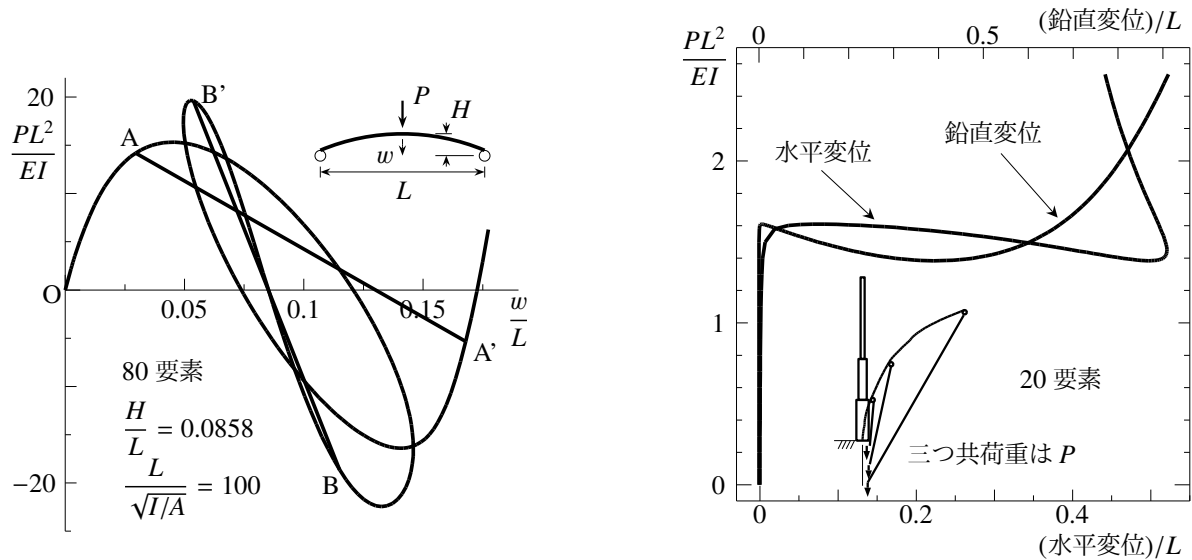 20
PL²/EI
0
−20
A
B'
P
H
w
L
O
0.05
0.1
0.15
w/L
A'
B
80 要素
H/L = 0.0858
L/√I/A = 100
(鉛直変位)/L
0
0.5
PL²/EI
2
1
0
水平変位
鉛直変位
20 要素
三つ共荷重は P
0
0.2
0.4
(水平変位)/L